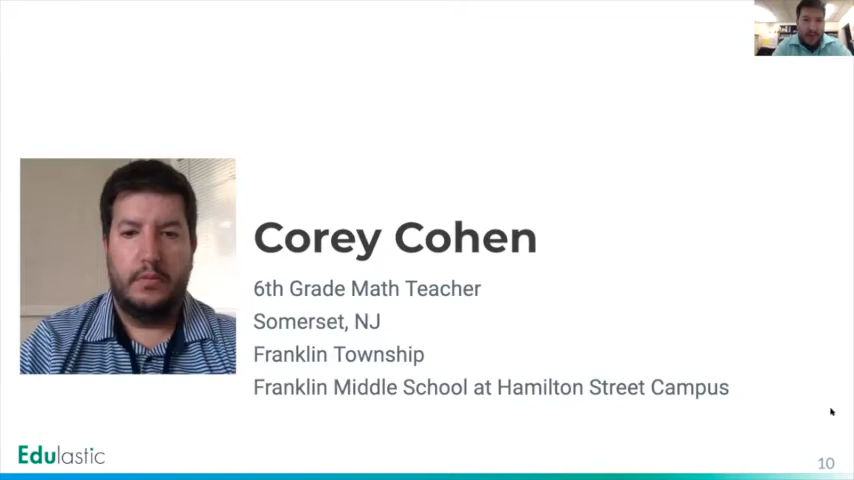 Corey Cohen
6th Grade Math Teacher
Somerset, NJ
Franklin Township
Franklin Middle School at Hamilton Street Campus
Edulastic
10